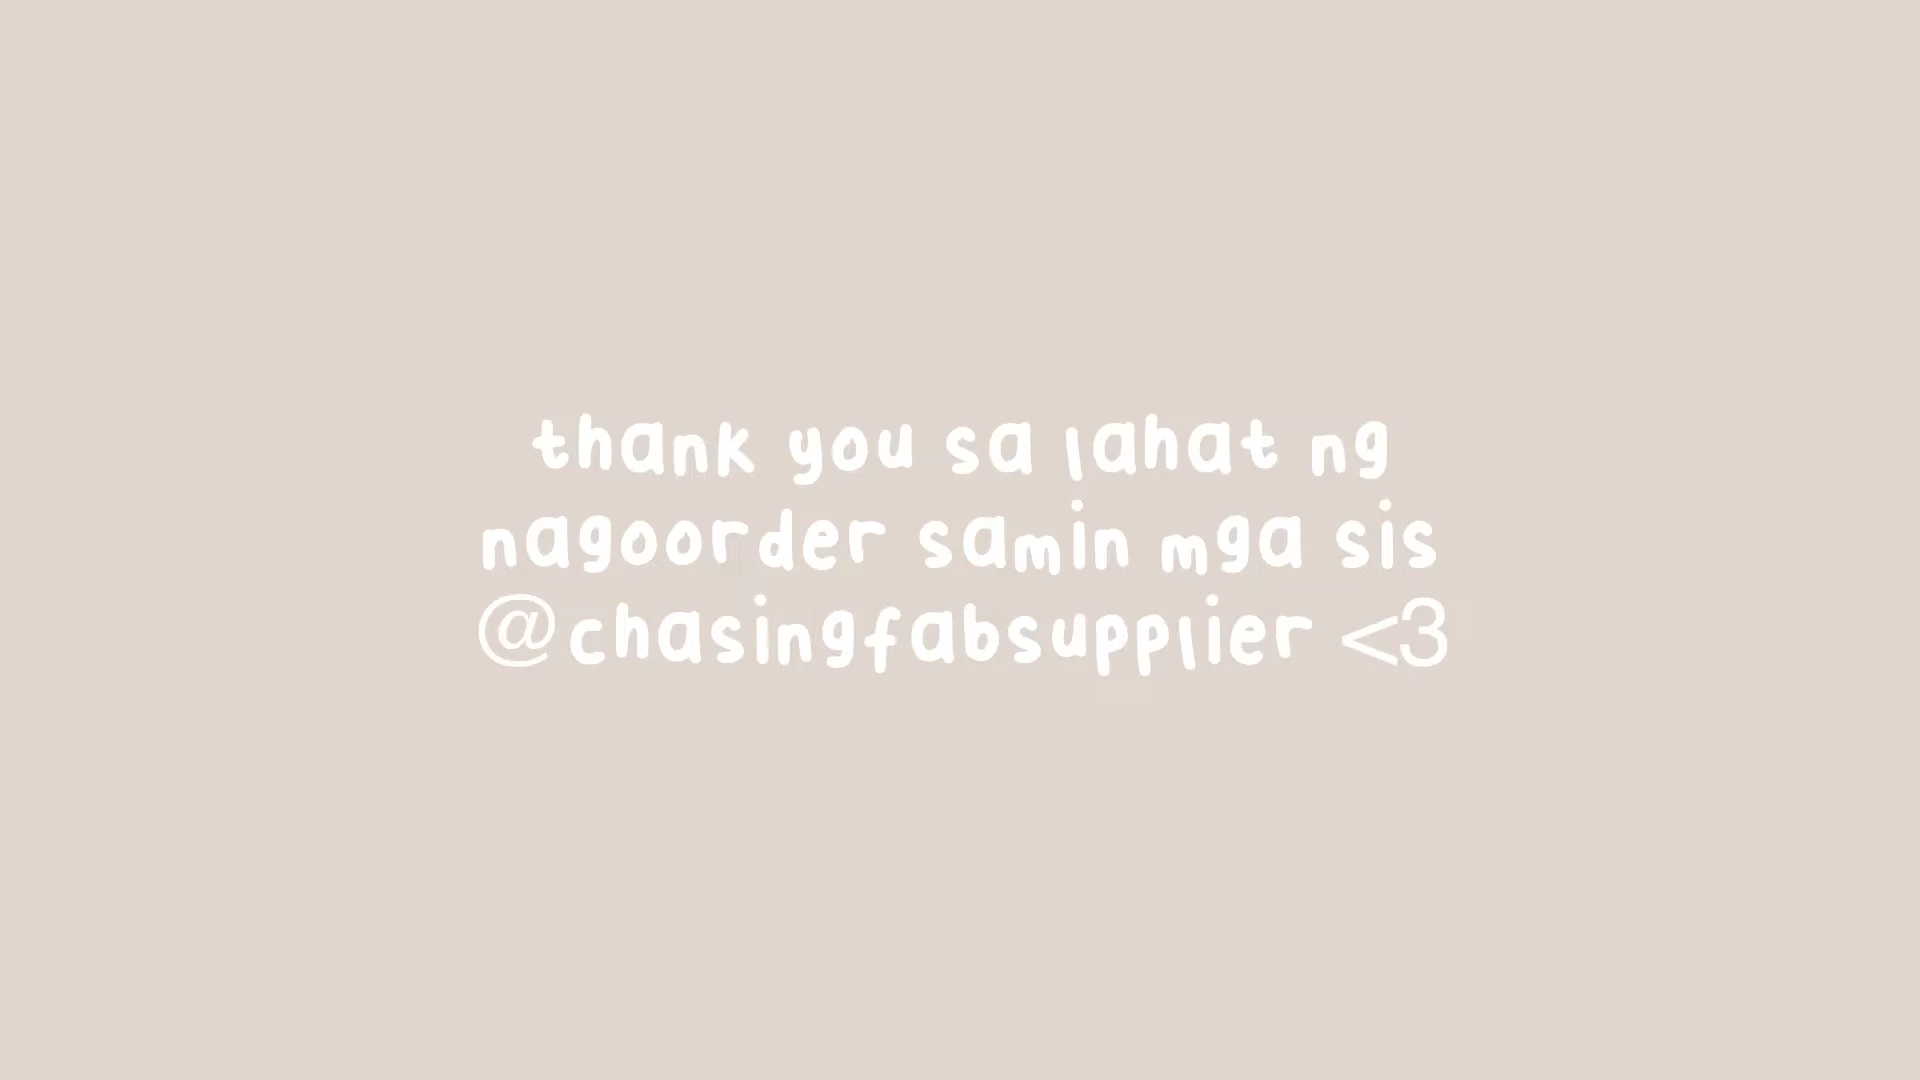 thank you sa lahat ng
nagoorder samin mga sis
@chasingfabsupplier <3